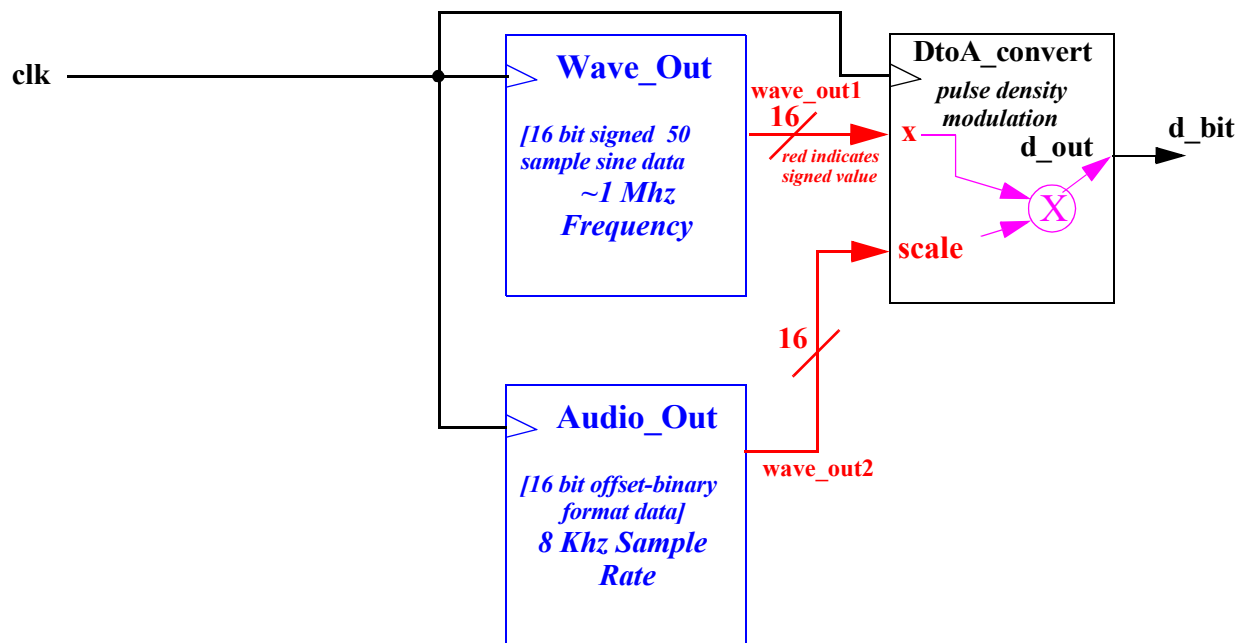 clk
Wave_Out
[16 bit signed 50
sample sine data
~1 Mhz
Frequency
wave_out1
16
red indicates
signed value
DtoA_convert
pulse density
modulation
x
d_out
X
scale
d_bit
16
Audio_Out
[16 bit offset-binary
format data]
8 Khz Sample
Rate
wave_out2